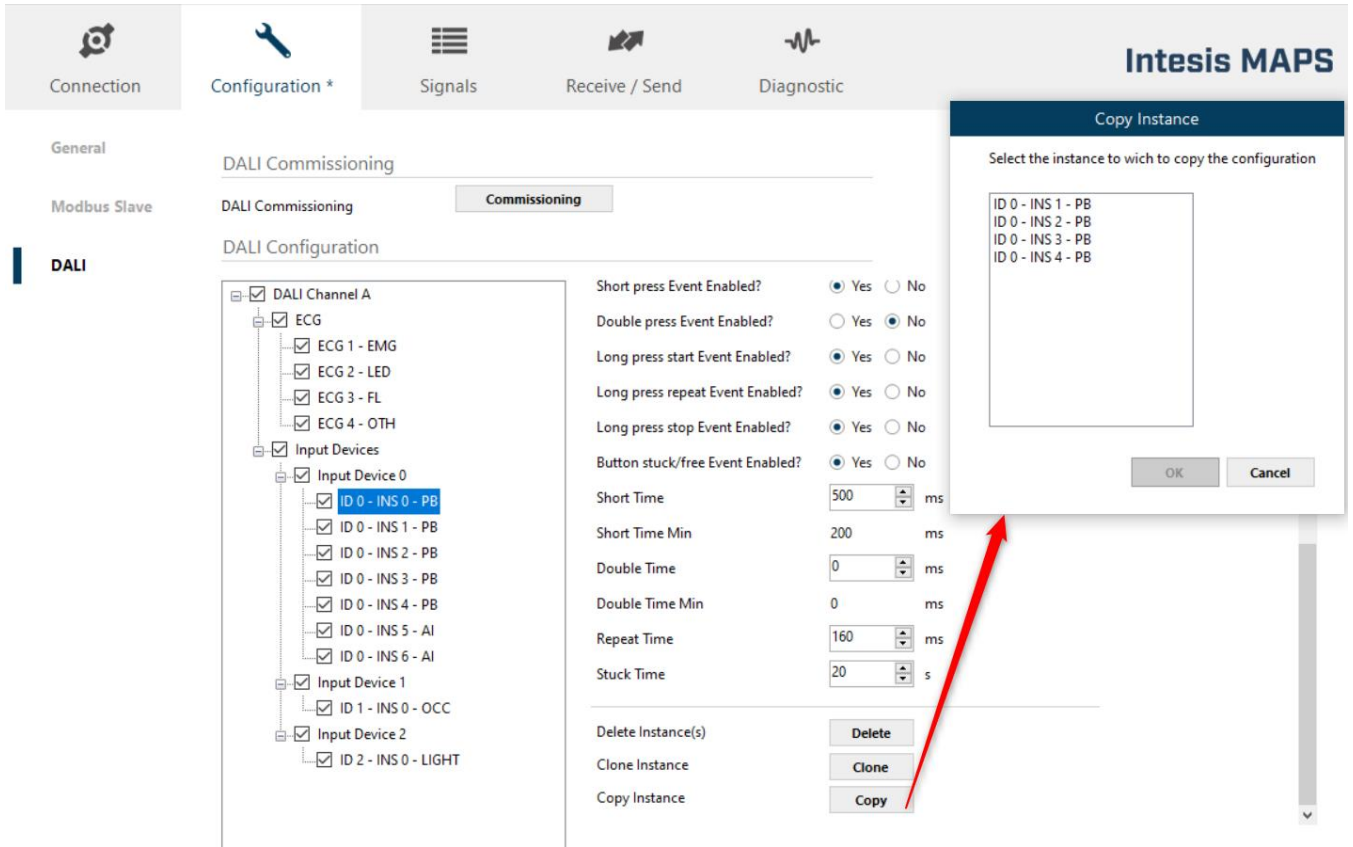 Connection
Configuration *
Signals
Receive / Send
Diagnostic
Intesis MAPS
General
Modbus Slave
DALI
DALI Commissioning
DALI Commissioning Commissioning
DALI Configuration
DALI Channel A
ECG
ECG 1 - EMG
ECG 2 - LED
ECG 3 - FL
ECG 4 - OTH
Input Devices
Input Device 0
ID 0 - INS 0 - PB
ID 0 - INS 1 - PB
ID 0 - INS 2 - PB
ID 0 - INS 3 - PB
ID 0 - INS 4 - PB
ID 0 - INS 5 - AI
ID 0 - INS 6 - AI
Input Device 1
ID 1 - INS 0 - OCC
Input Device 2
ID 2 - INS 0 - LIGHT
Short press Event Enabled? Yes No
Double press Event Enabled? Yes No
Long press start Event Enabled? Yes No
Long press repeat Event Enabled? Yes No
Long press stop Event Enabled? Yes No
Button stuck/free Event Enabled? Yes No
Short Time 500 ms
Short Time Min 200 ms
Double Time 0 ms
Double Time Min 0 ms
Repeat Time 160 ms
Stuck Time 20 s
Delete Instance(s) Delete
Clone Instance Clone
Copy Instance Copy
Copy Instance
Select the instance to wich to copy the configuration
ID 0 - INS 1 - PB
ID 0 - INS 2 - PB
ID 0 - INS 3 - PB
ID 0 - INS 4 - PB
OK Cancel